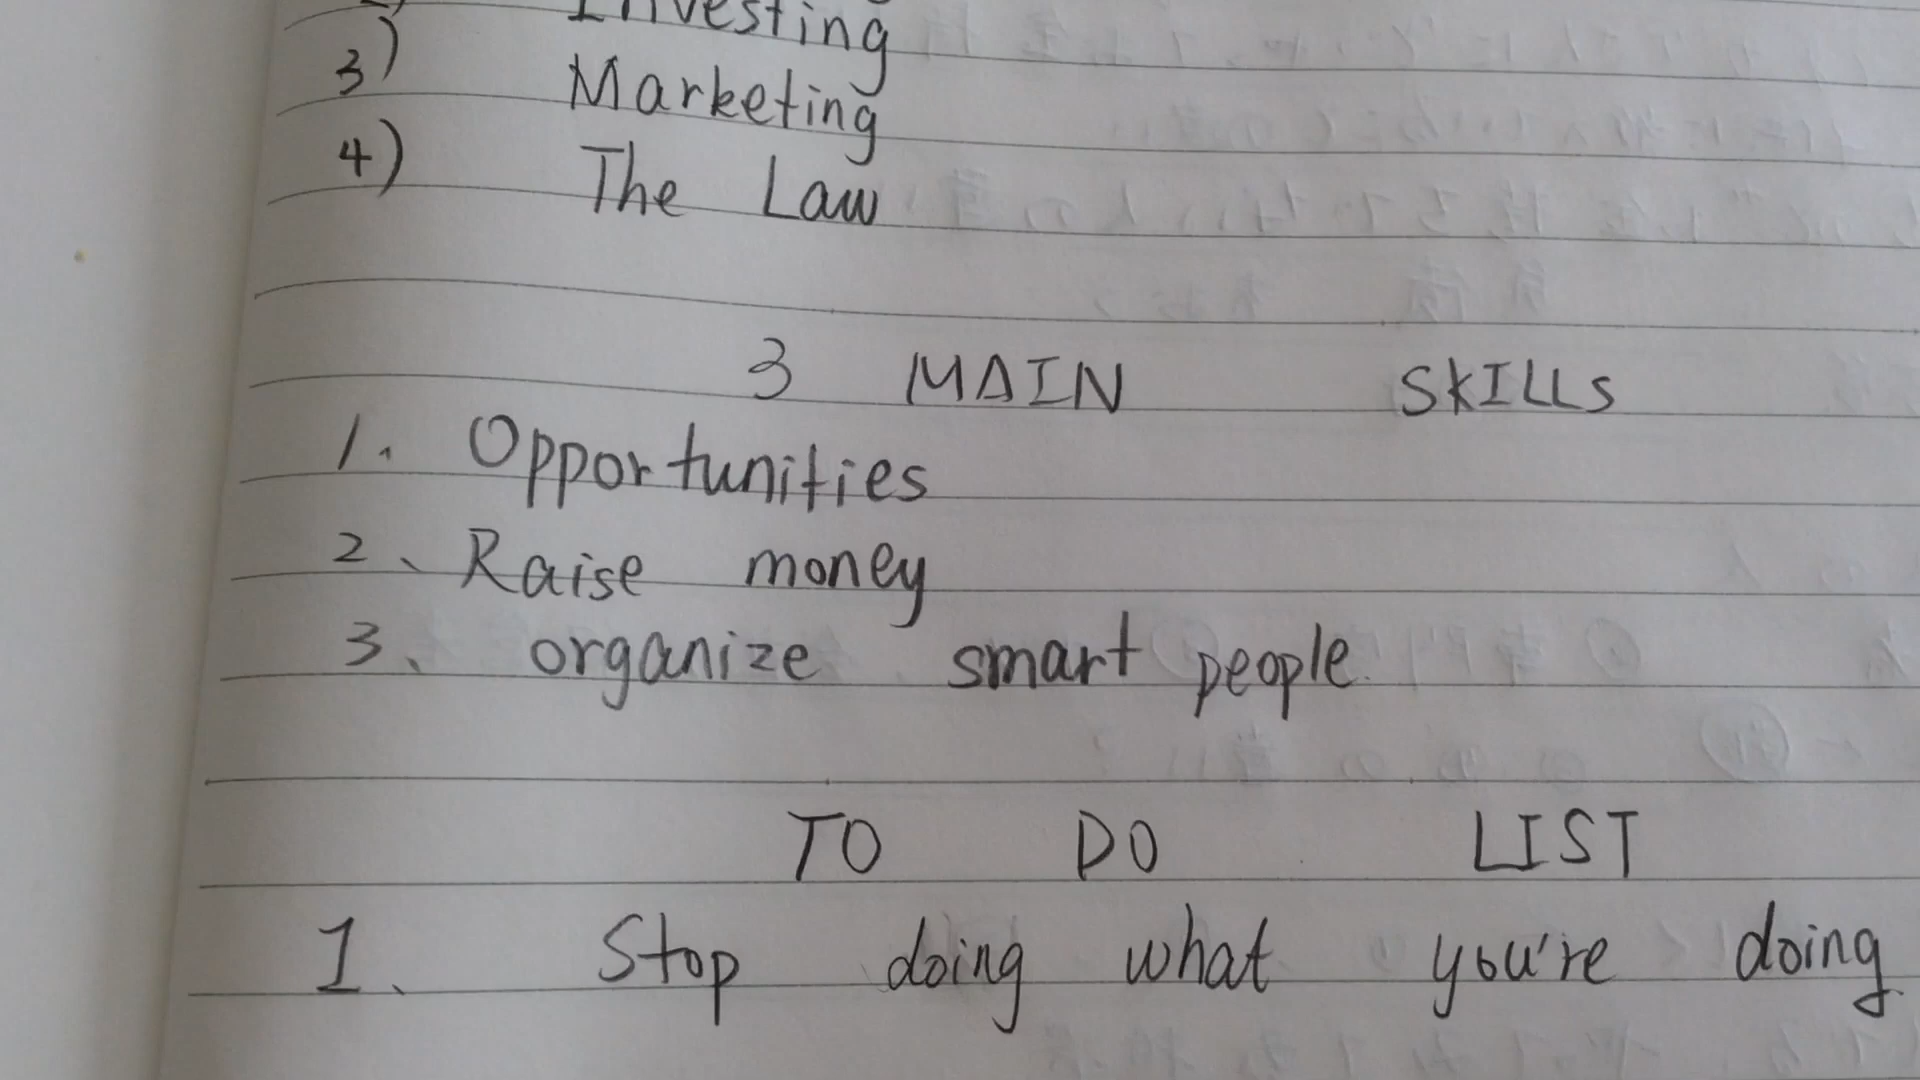 Investing
3) Marketing
4) The Law
3 MAIN SKILLS
1. Opportunities
2、Raise money
3、organize smart people.
TO DO LIST
1、Stop doing what you're doing.